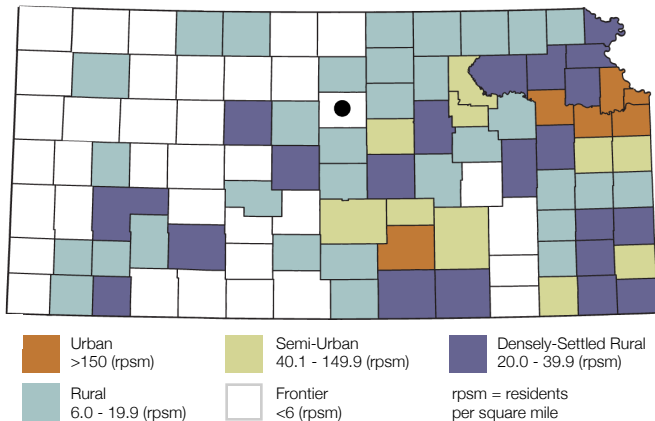 Urban
>150 (rpsm)
Semi-Urban
40.1 - 149.9 (rpsm)
Densely-Settled Rural
20.0 - 39.9 (rpsm)
Rural
6.0 - 19.9 (rpsm)
Frontier
<6 (rpsm)
rpsm = residents
per square mile